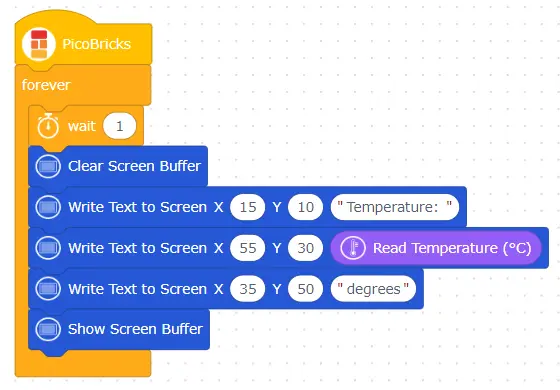 PicoBricks
forever
wait 1
Clear Screen Buffer
Write Text to Screen X 15 Y 10 "Temperature: "
Write Text to Screen X 55 Y 30 Read Temperature (°C)
Write Text to Screen X 35 Y 50 "degrees"
Show Screen Buffer